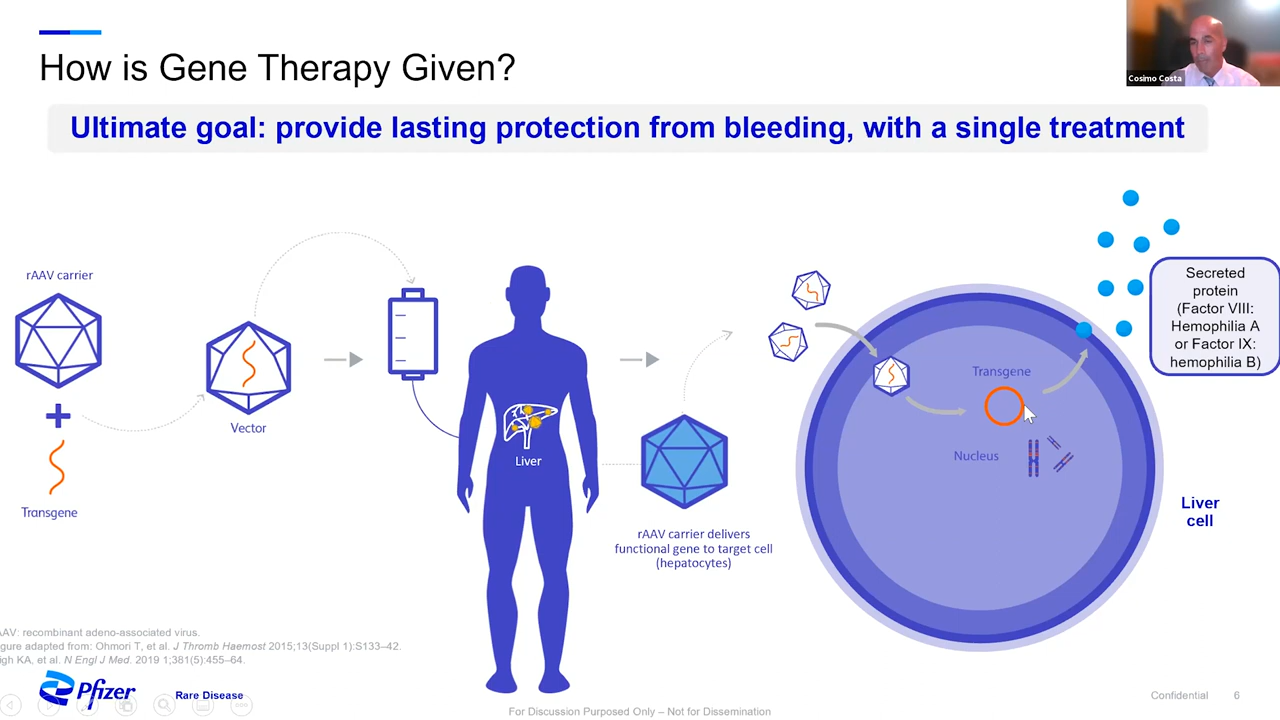 How is Gene Therapy Given?
Cosimo Costa
Ultimate goal: provide lasting protection from bleeding, with a single treatment
rAAV carrier
Transgene
Vector
Liver
rAAV carrier delivers
functional gene to target cell
(hepatocytes)
Transgene
Nucleus
Secreted
protein
(Factor VIII:
Hemophilia A
or Factor IX:
hemophilia B)
Liver
cell
AAV: recombinant adeno-associated virus.
gure adapted from: Ohmori T, et al. J Thromb Haemost 2015;13(Suppl 1):S133–42.
igh KA, et al. N Engl J Med. 2019 1;381(5):455–64.
Pfizer
Rare Disease
For Discussion Purposed Only – Not for Dissemination
Confidential 6